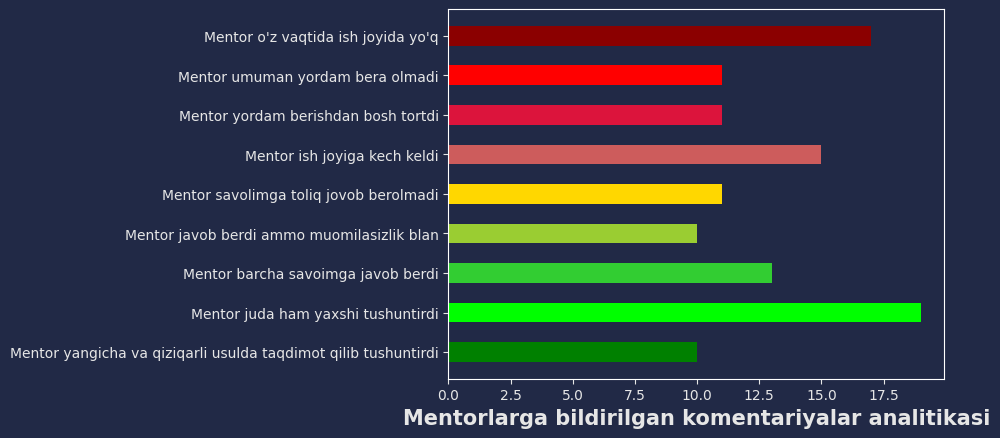 Mentor o'z vaqtida ish joyida yo'q
Mentor umuman yordam bera olmadi
Mentor yordam berishdan bosh tortdi
Mentor ish joyiga kech keldi
Mentor savolimga toliq jovob berolmadi
Mentor javob berdi ammo muomilasizlik blan
Mentor barcha savoimga javob berdi
Mentor juda ham yaxshi tushuntirdi
Mentor yangicha va qiziqarli usulda taqdimot qilib tushuntirdi
0.0 2.5 5.0 7.5 10.0 12.5 15.0 17.5
Mentorlarga bildirilgan komentariyalar analitikasi